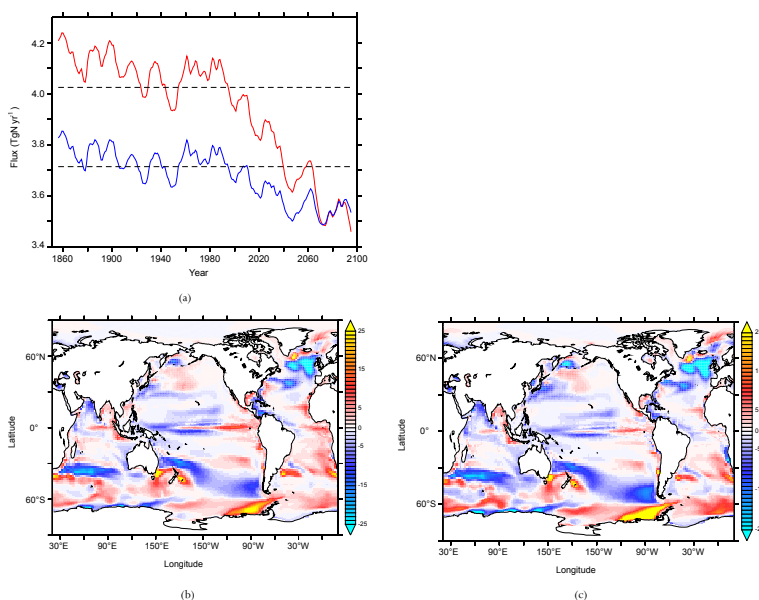 4.2
4.0
3.8
3.6
3.4
Flux (TgN yr⁻¹)
1860 1900 1940 1980 2020 2060 2100
Year
(a)
60°N
0°
60°S
Latitude
30°E 90°E 150°E 150°W 90°W 30°W
Longitude
25
15
5
0
-5
-15
-25
(b)
60°N
0°
60°S
Latitude
30°E 90°E 150°E 150°W 90°W 30°W
Longitude
(c)